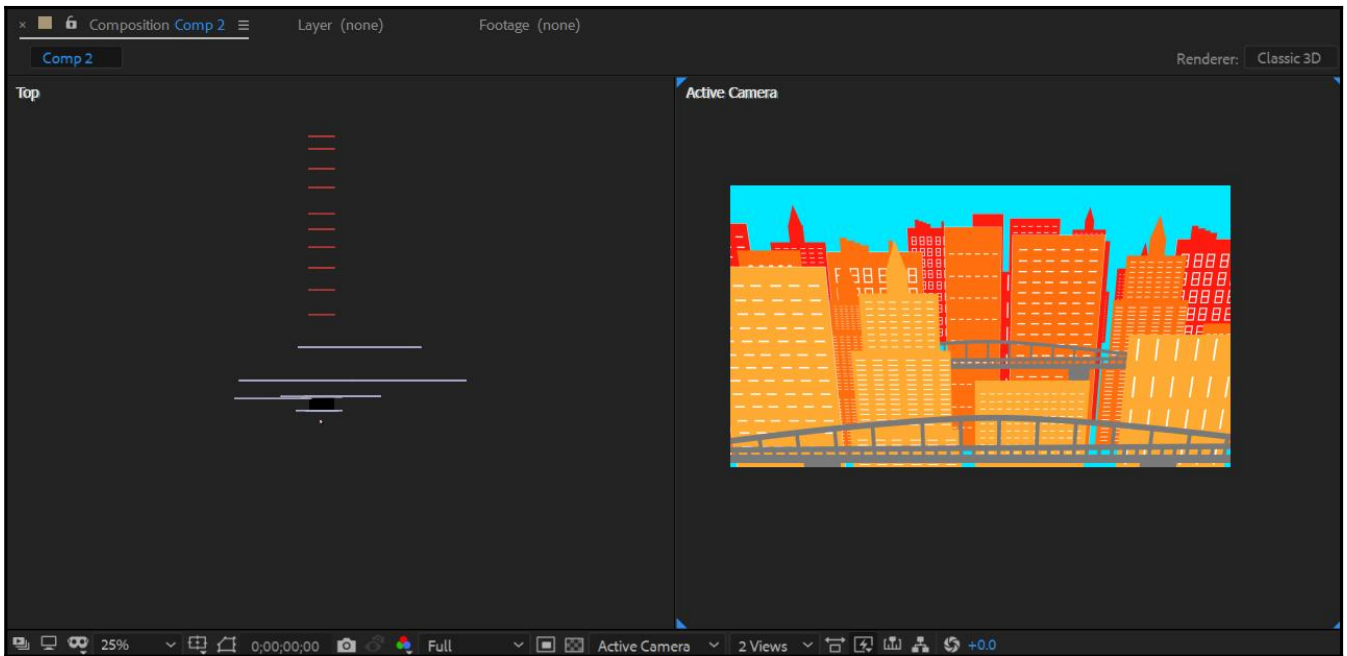 × Composition Comp 2 ≡ Layer (none) Footage (none)
Comp 2 Renderer: Classic 3D
Top
Active Camera
25% 0;00;00;00 Full Active Camera 2 Views +0.0